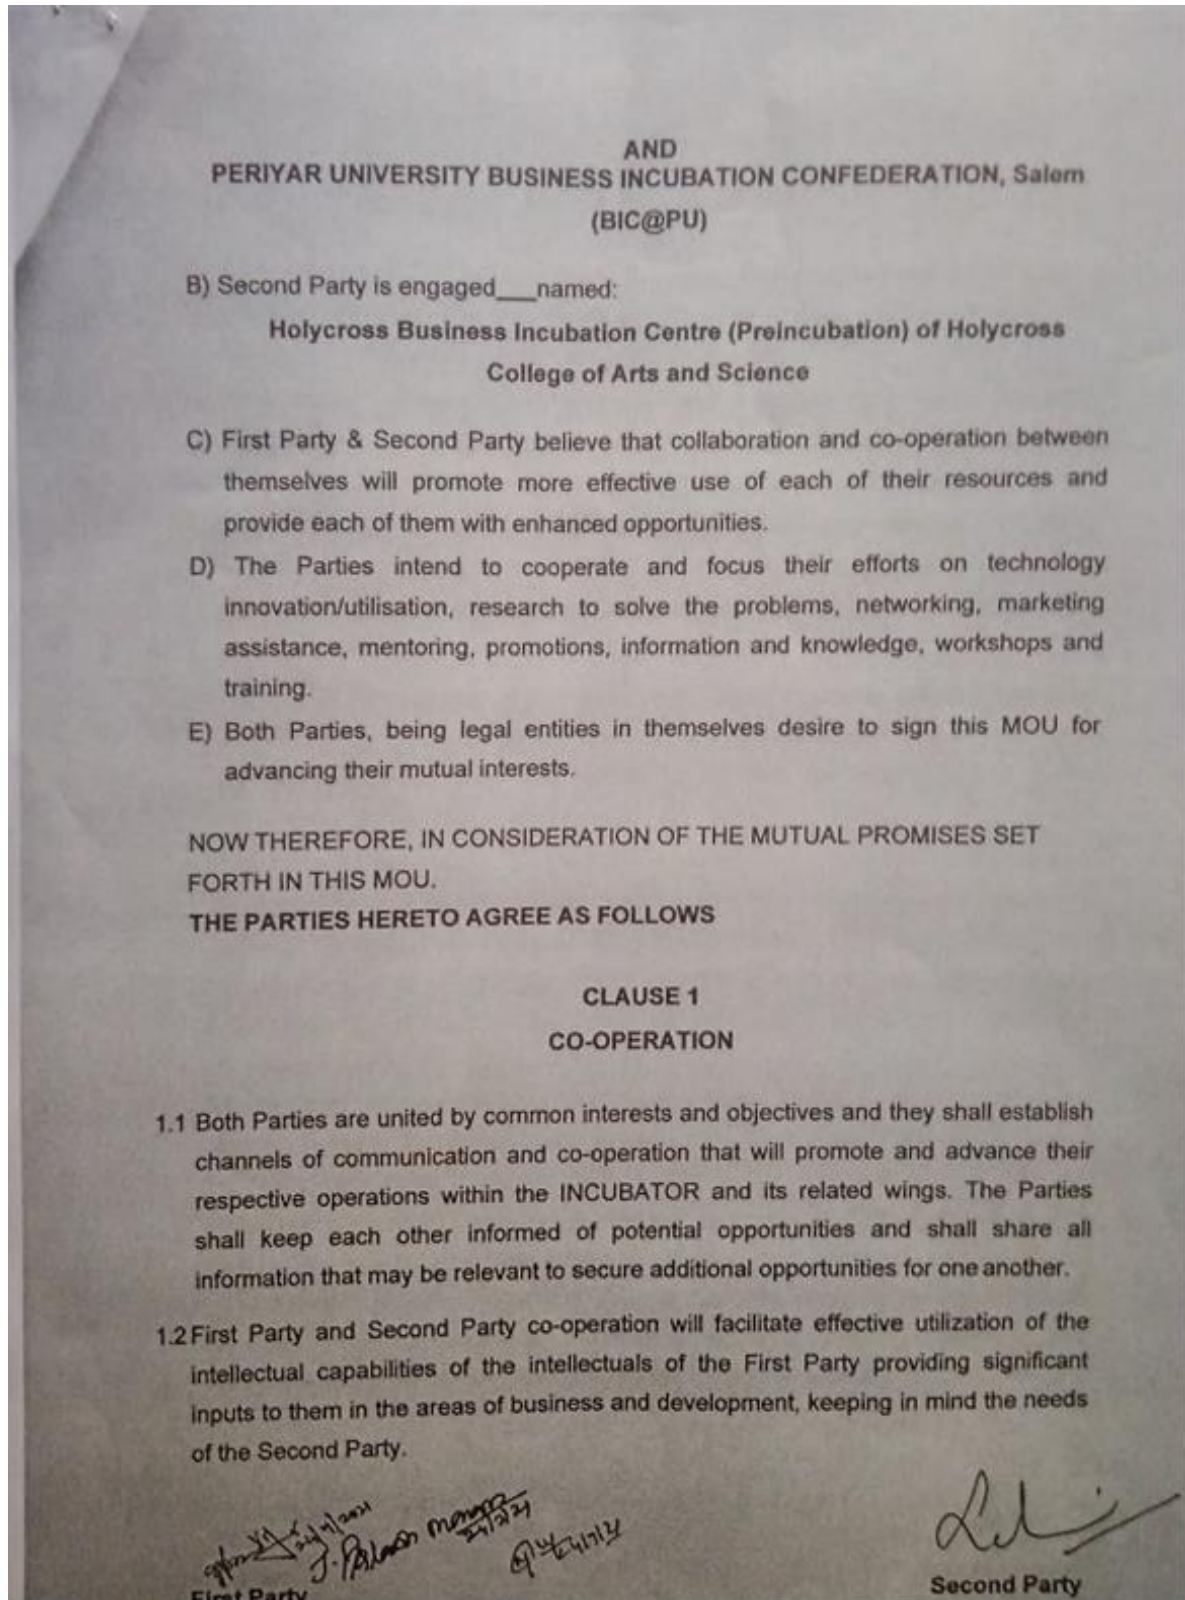 AND
PERIYAR UNIVERSITY BUSINESS INCUBATION CONFEDERATION, Salem
(BIC@PU)
B) Second Party is engaged___named:
Holycross Business Incubation Centre (Preincubation) of Holycross
College of Arts and Science
C) First Party & Second Party believe that collaboration and co-operation between
themselves will promote more effective use of each of their resources and
provide each of them with enhanced opportunities.
D) The Parties intend to cooperate and focus their efforts on technology
innovation/utilisation, research to solve the problems, networking, marketing
assistance, mentoring, promotions, information and knowledge, workshops and
training.
E) Both Parties, being legal entities in themselves desire to sign this MOU for
advancing their mutual interests.
NOW THEREFORE, IN CONSIDERATION OF THE MUTUAL PROMISES SET
FORTH IN THIS MOU.
THE PARTIES HERETO AGREE AS FOLLOWS
CLAUSE 1
CO-OPERATION
1.1 Both Parties are united by common interests and objectives and they shall establish
channels of communication and co-operation that will promote and advance their
respective operations within the INCUBATOR and its related wings. The Parties
shall keep each other informed of potential opportunities and shall share all
information that may be relevant to secure additional opportunities for one another.
1.2 First Party and Second Party co-operation will facilitate effective utilization of the
intellectual capabilities of the intellectuals of the First Party providing significant
inputs to them in the areas of business and development, keeping in mind the needs
of the Second Party.
First Party
Second Party